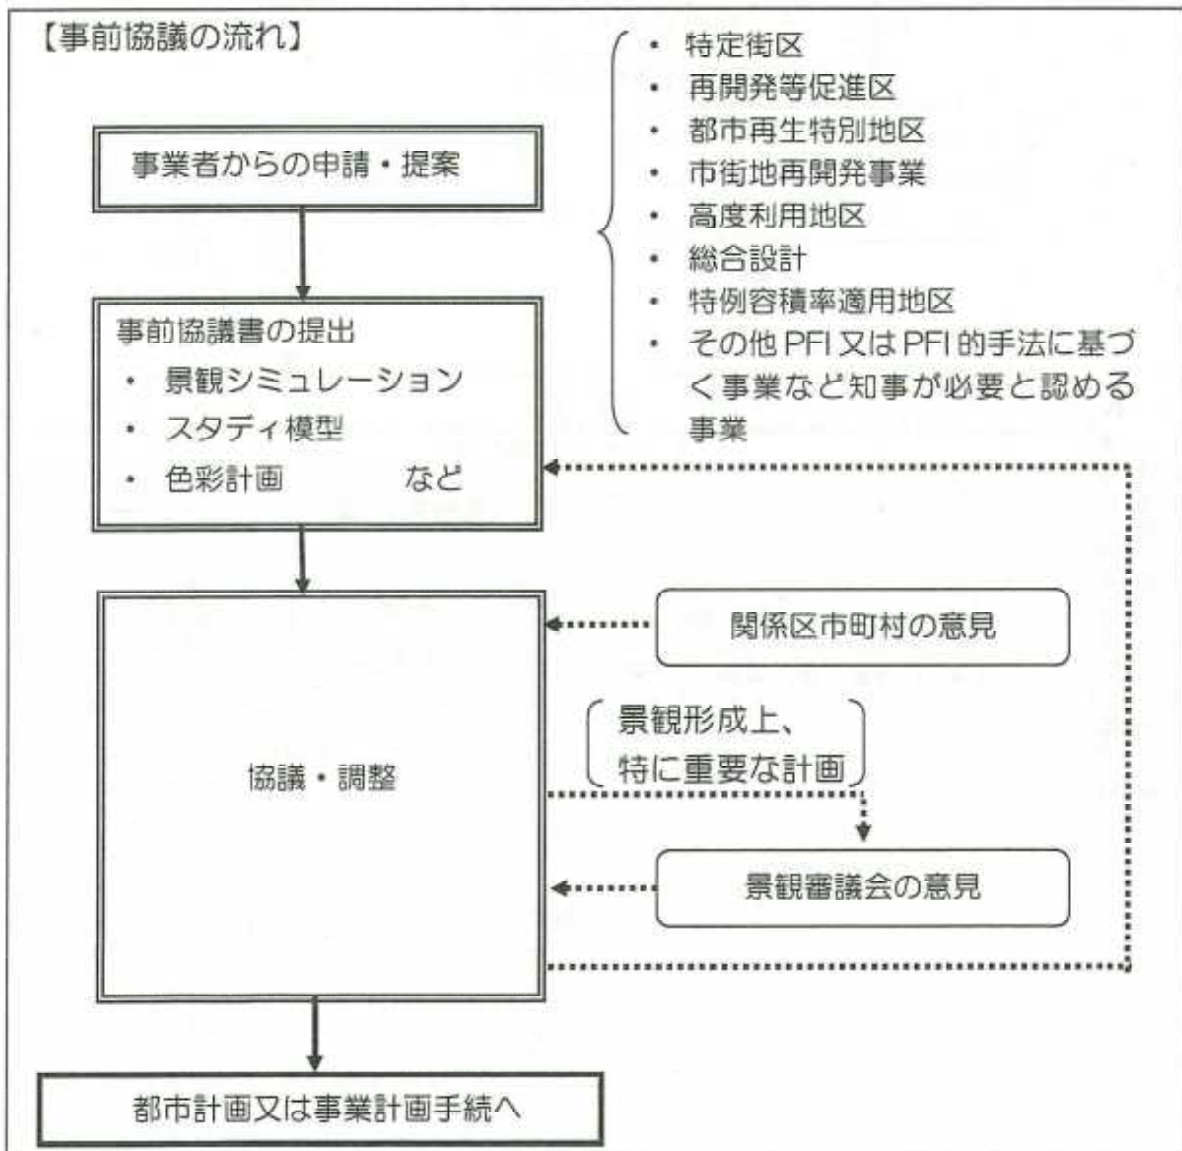 【事前協議の流れ】
事業者からの申請・提案
・ 特定街区
・ 再開発等促進区
・ 都市再生特別地区
・ 市街地再開発事業
・ 高度利用地区
・ 総合設計
・ 特例容積率適用地区
・ その他 PFI 又は PFI 的手法に基づ
く事業など知事が必要と認める
事業
事前協議書の提出
・ 景観シミュレーション
・ スタディ模型
・ 色彩計画 など
協議・調整
関係区市町村の意見
景観形成上、
特に重要な計画
景観審議会の意見
都市計画又は事業計画手続へ